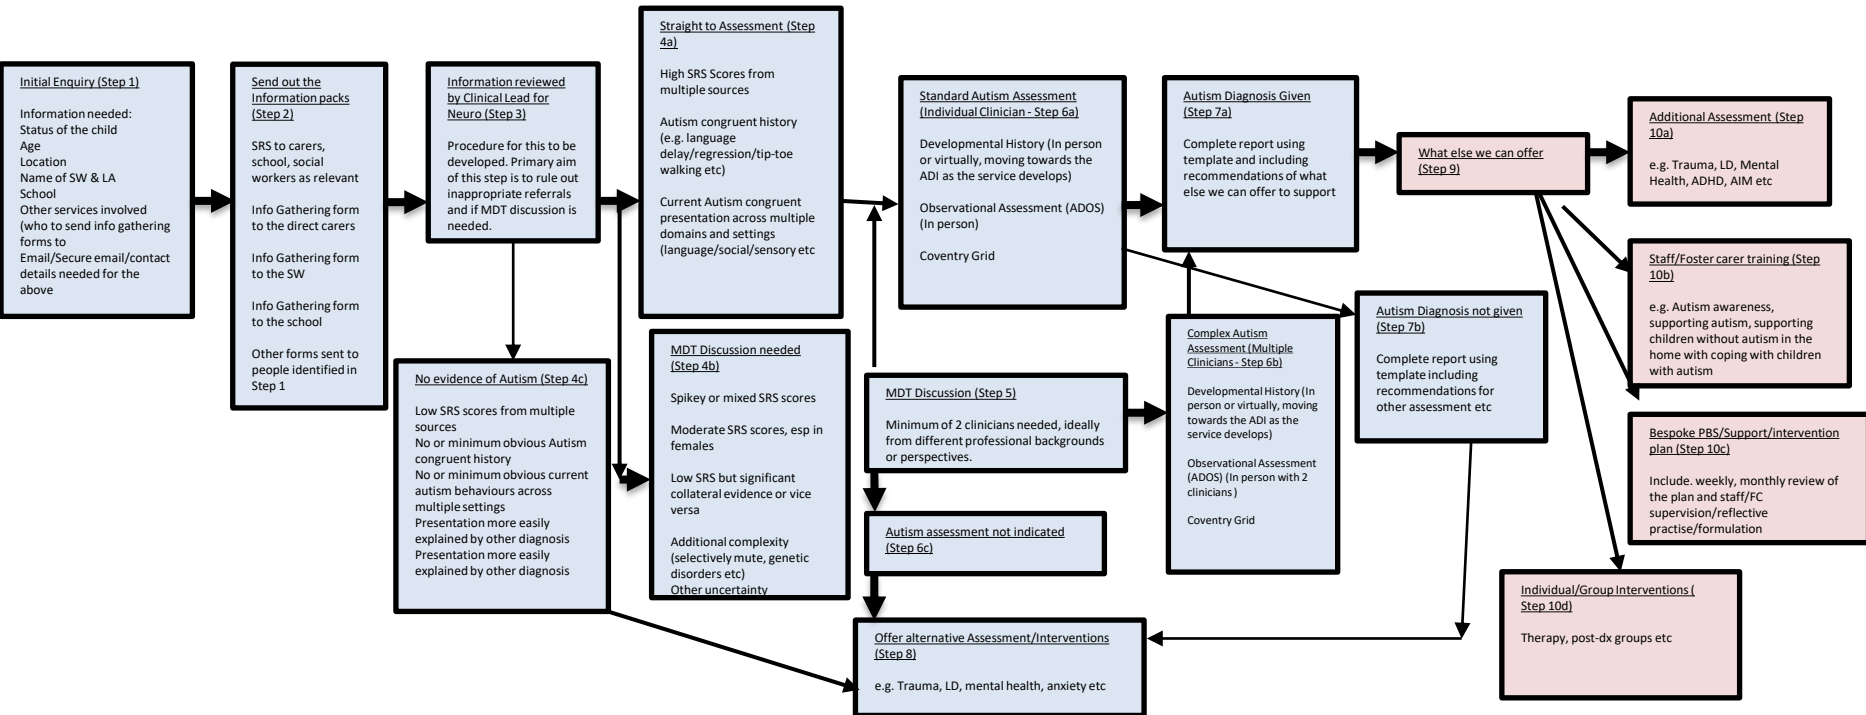 Initial Enquiry (Step 1)
Information needed:
Status of the child
Age
Location
Name of SW & LA
School
Other services involved
(who to send info gathering
forms to
Email/Secure email/contact
details needed for the
above
Send out the
Information packs
(Step 2)
SRS to carers,
school, social
workers as relevant
Info Gathering form
to the direct carers
Info Gathering form
to the SW
Info Gathering form
to the school
Other forms sent to
people identified in
Step 1
Information reviewed
by Clinical Lead for
Neuro (Step 3)
Procedure for this to be
developed. Primary aim
of this step is to rule out
inappropriate referrals
and if MDT discussion is
needed.
Straight to Assessment (Step
4a)
High SRS Scores from
multiple sources
Autism congruent history
(e.g. language
delay/regression/tip-toe
walking etc)
Current Autism congruent
presentation across multiple
domains and settings
(language/social/sensory etc
MDT Discussion needed
(Step 4b)
Spikey or mixed SRS scores
Moderate SRS scores, esp in
females
Low SRS but significant
collateral evidence or vice
versa
Additional complexity
(selectively mute, genetic
disorders etc)
Other uncertainty
No evidence of Autism (Step 4c)
Low SRS scores from multiple
sources
No or minimum obvious Autism
congruent history
No or minimum obvious current
autism behaviours across
multiple settings
Presentation more easily
explained by other diagnosis
Presentation more easily
explained by other diagnosis
MDT Discussion (Step 5)
Minimum of 2 clinicians needed, ideally
from different professional backgrounds
or perspectives.
Standard Autism Assessment
(Individual Clinician - Step 6a)
Developmental History (In person
or virtually, moving towards the
ADI as the service develops)
Observational Assessment (ADOS)
(In person)
Coventry Grid
Complex Autism
Assessment (Multiple
Clinicians - Step 6b)
Developmental History (In
person or virtually, moving
towards the ADI as the
service develops)
Observational Assessment
(ADOS) (In person with 2
clinicians )
Coventry Grid
Autism assessment not indicated
(Step 6c)
Autism Diagnosis Given
(Step 7a)
Complete report using
template and including
recommendations of what
else we can offer to support
Autism Diagnosis not given
(Step 7b)
Complete report using
template including
recommendations for
other assessment etc
Offer alternative Assessment/Interventions
(Step 8)
e.g. Trauma, LD, mental health, anxiety etc
What else we can offer
(Step 9)
Additional Assessment (Step
10a)
e.g. Trauma, LD, Mental
Health, ADHD, AIM etc
Staff/Foster carer training (Step
10b)
e.g. Autism awareness,
supporting autism, supporting
children without autism in the
home with coping with children
with autism
Bespoke PBS/Support/intervention
plan (Step 10c)
Include. weekly, monthly review of
the plan and staff/FC
supervision/reflective
practise/formulation
Individual/Group Interventions (
Step 10d)
Therapy, post-dx groups etc